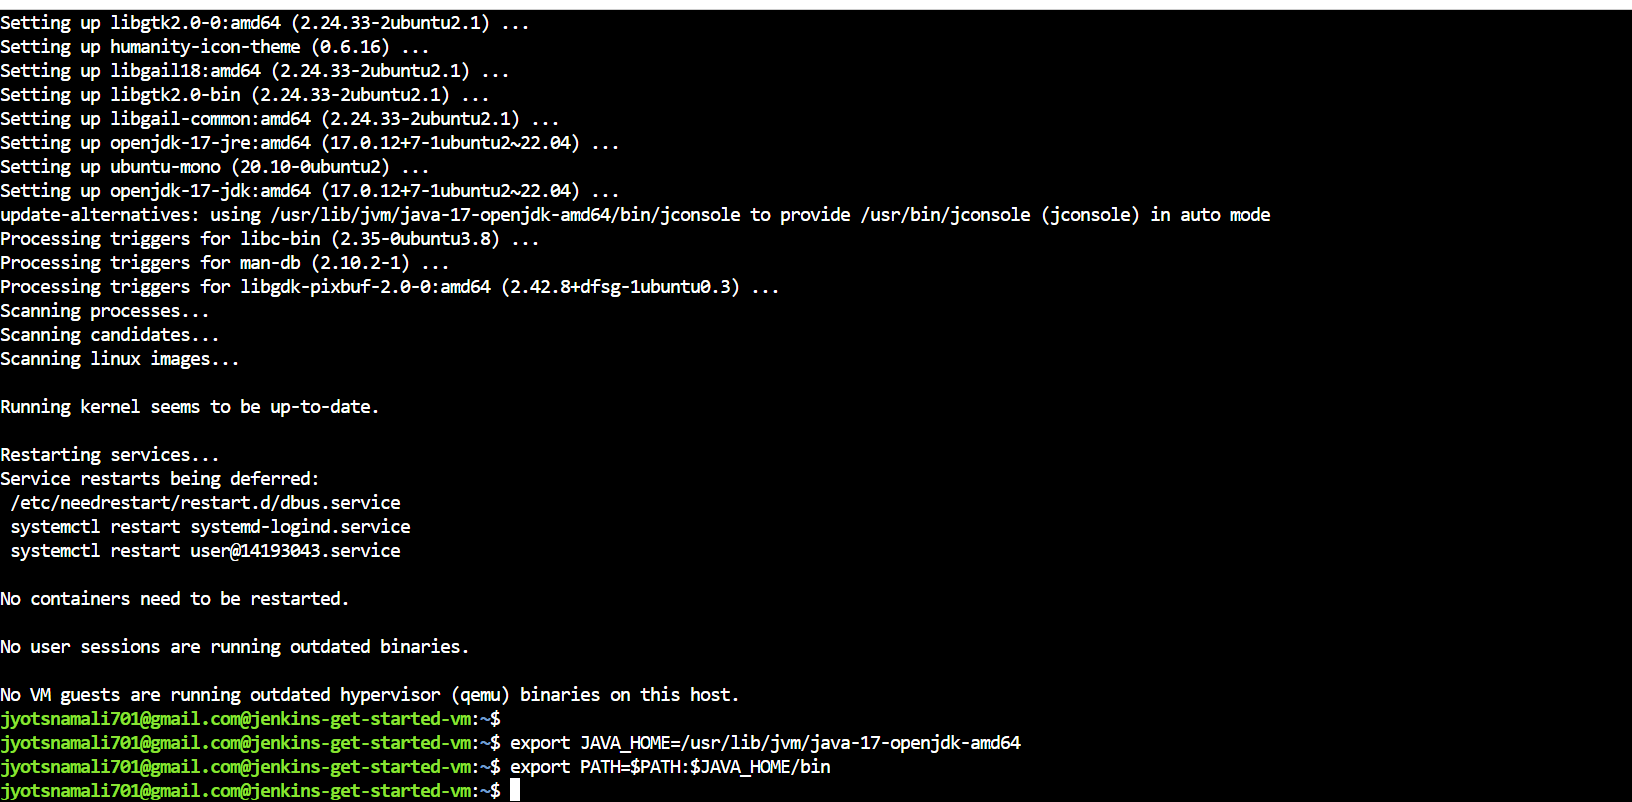 Setting up libgtk2.0-0:amd64 (2.24.33-2ubuntu2.1) ...
Setting up humanity-icon-theme (0.6.16) ...
Setting up libgail18:amd64 (2.24.33-2ubuntu2.1) ...
Setting up libgtk2.0-bin (2.24.33-2ubuntu2.1) ...
Setting up libgail-common:amd64 (2.24.33-2ubuntu2.1) ...
Setting up openjdk-17-jre:amd64 (17.0.12+7-1ubuntu2~22.04) ...
Setting up ubuntu-mono (20.10-0ubuntu2) ...
Setting up openjdk-17-jdk:amd64 (17.0.12+7-1ubuntu2~22.04) ...
update-alternatives: using /usr/lib/jvm/java-17-openjdk-amd64/bin/jconsole to provide /usr/bin/jconsole (jconsole) in auto mode
Processing triggers for libc-bin (2.35-0ubuntu3.8) ...
Processing triggers for man-db (2.10.2-1) ...
Processing triggers for libgdk-pixbuf-2.0-0:amd64 (2.42.8+dfsg-1ubuntu0.3) ...
Scanning processes...
Scanning candidates...
Scanning linux images...
Running kernel seems to be up-to-date.
Restarting services...
Service restarts being deferred:
 /etc/needrestart/restart.d/dbus.service
 systemctl restart systemd-logind.service
 systemctl restart user@14193043.service
No containers need to be restarted.
No user sessions are running outdated binaries.
No VM guests are running outdated hypervisor (qemu) binaries on this host.
jyotsnamali701@gmail.com@jenkins-get-started-vm:~$
jyotsnamali701@gmail.com@jenkins-get-started-vm:~$ export JAVA_HOME=/usr/lib/jvm/java-17-openjdk-amd64
jyotsnamali701@gmail.com@jenkins-get-started-vm:~$ export PATH=$PATH:$JAVA_HOME/bin
jyotsnamali701@gmail.com@jenkins-get-started-vm:~$